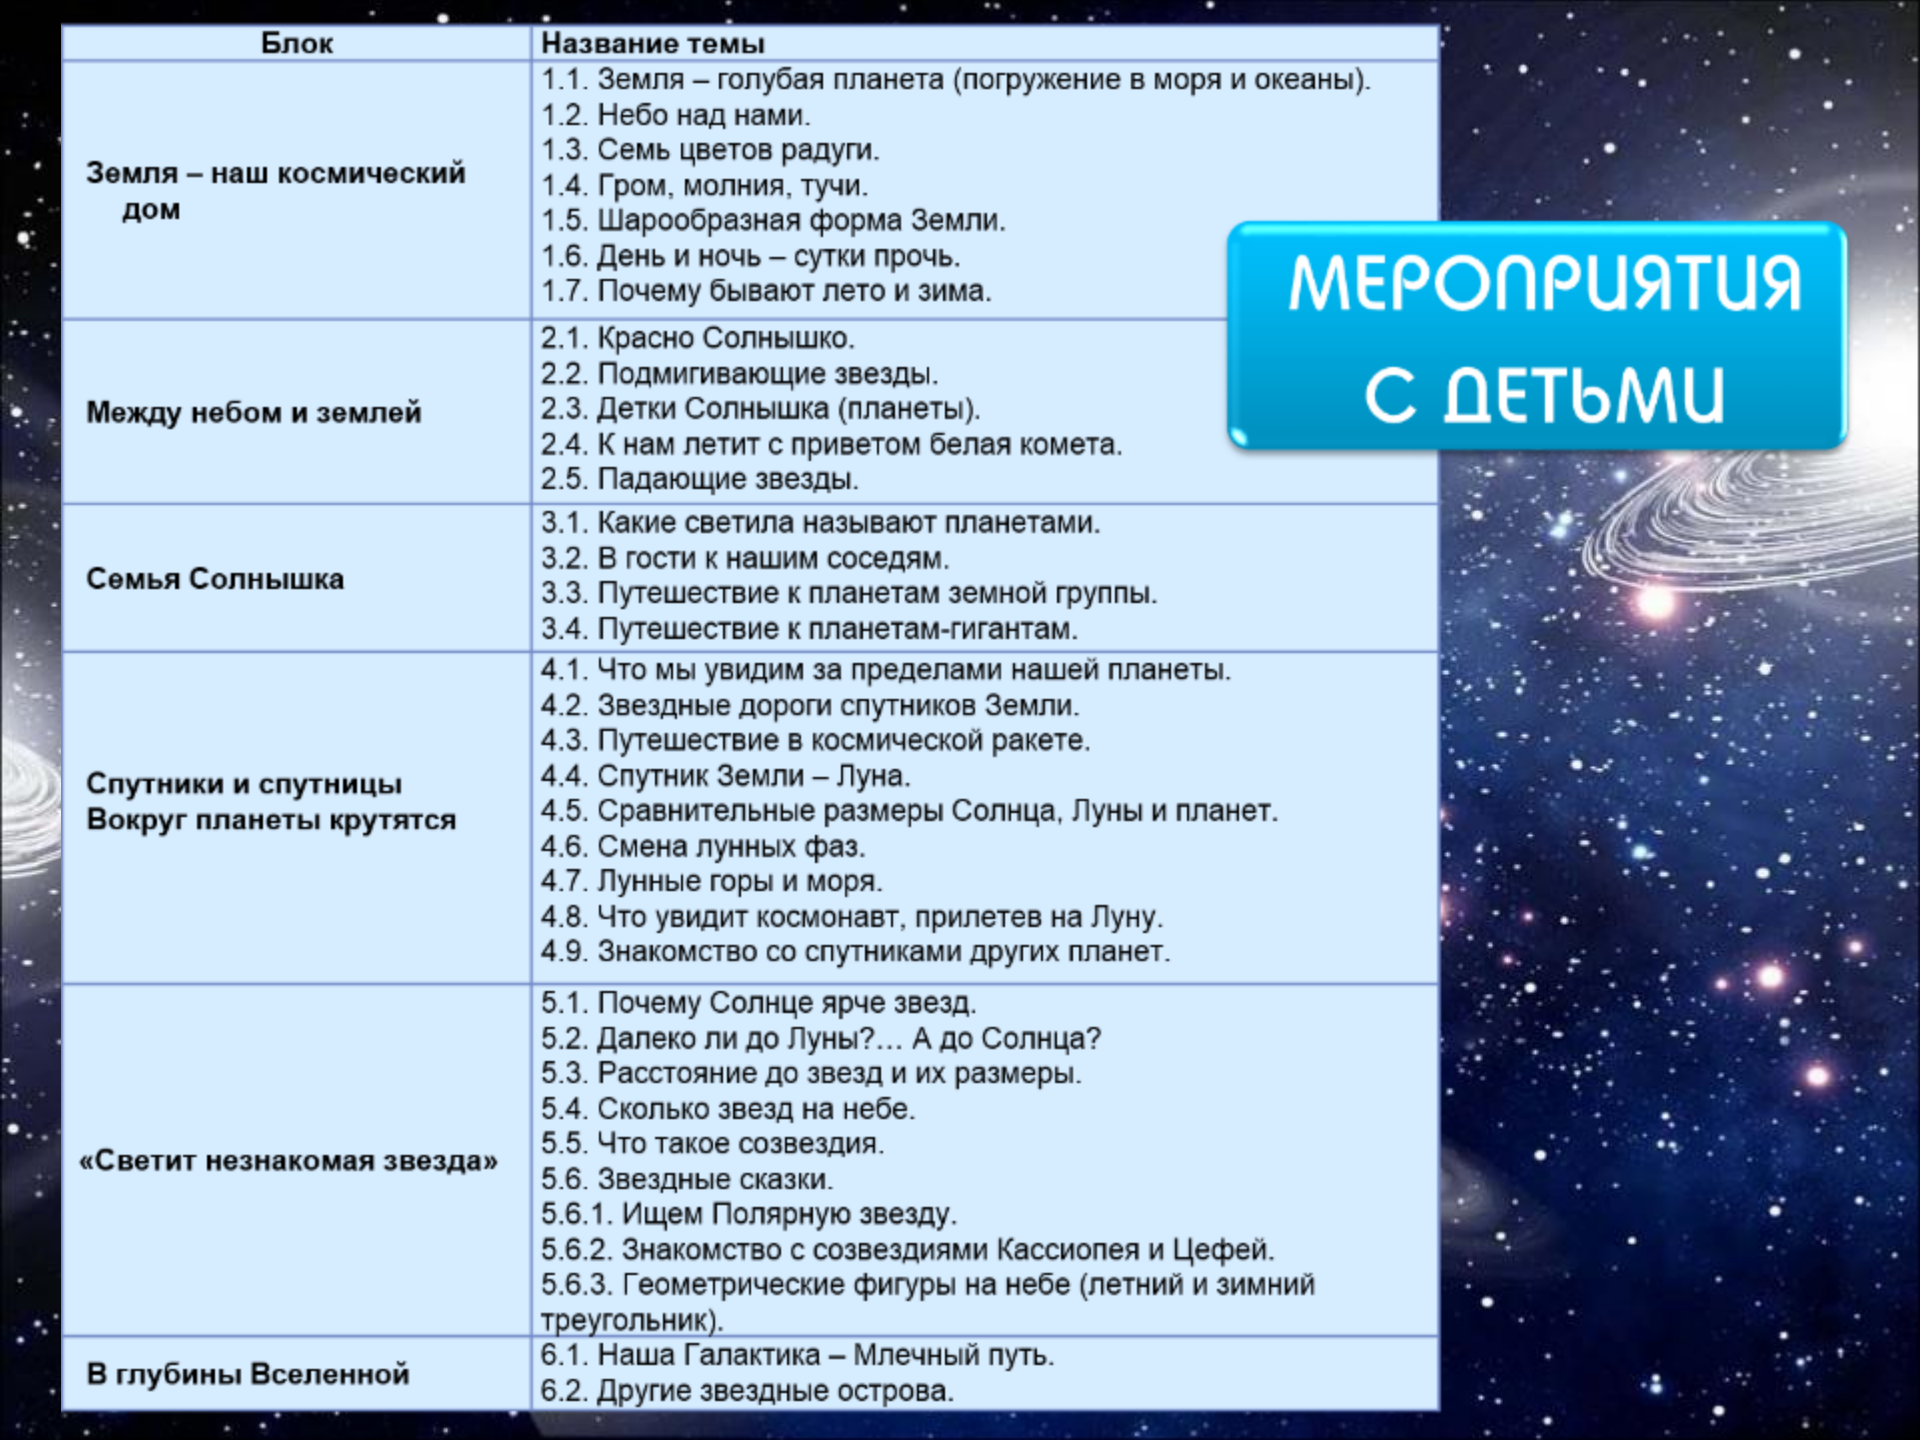 Блок
Название темы
Земля – наш космический
дом
1.1. Земля – голубая планета (погружение в моря и океаны).
1.2. Небо над нами.
1.3. Семь цветов радуги.
1.4. Гром, молния, тучи.
1.5. Шарообразная форма Земли.
1.6. День и ночь – сутки прочь.
1.7. Почему бывают лето и зима.
МЕРОПРИЯТИЯ
С ДЕТЬМИ
Между небом и землей
2.1. Красно Солнышко.
2.2. Подмигивающие звезды.
2.3. Детки Солнышка (планеты).
2.4. К нам летит с приветом белая комета.
2.5. Падающие звезды.
Семья Солнышка
3.1. Какие светила называют планетами.
3.2. В гости к нашим соседям.
3.3. Путешествие к планетам земной группы.
3.4. Путешествие к планетам-гигантам.
Спутники и спутницы
Вокруг планеты крутятся
4.1. Что мы увидим за пределами нашей планеты.
4.2. Звездные дороги спутников Земли.
4.3. Путешествие в космической ракете.
4.4. Спутник Земли – Луна.
4.5. Сравнительные размеры Солнца, Луны и планет.
4.6. Смена лунных фаз.
4.7. Лунные горы и моря.
4.8. Что увидит космонавт, прилетев на Луну.
4.9. Знакомство со спутниками других планет.
«Светит незнакомая звезда»
5.1. Почему Солнце ярче звезд.
5.2. Далеко ли до Луны?… А до Солнца?
5.3. Расстояние до звезд и их размеры.
5.4. Сколько звезд на небе.
5.5. Что такое созвездия.
5.6. Звездные сказки.
5.6.1. Ищем Полярную звезду.
5.6.2. Знакомство с созвездиями Кассиопея и Цефей.
5.6.3. Геометрические фигуры на небе (летний и зимний
треугольник).
В глубины Вселенной
6.1. Наша Галактика – Млечный путь.
6.2. Другие звездные острова.